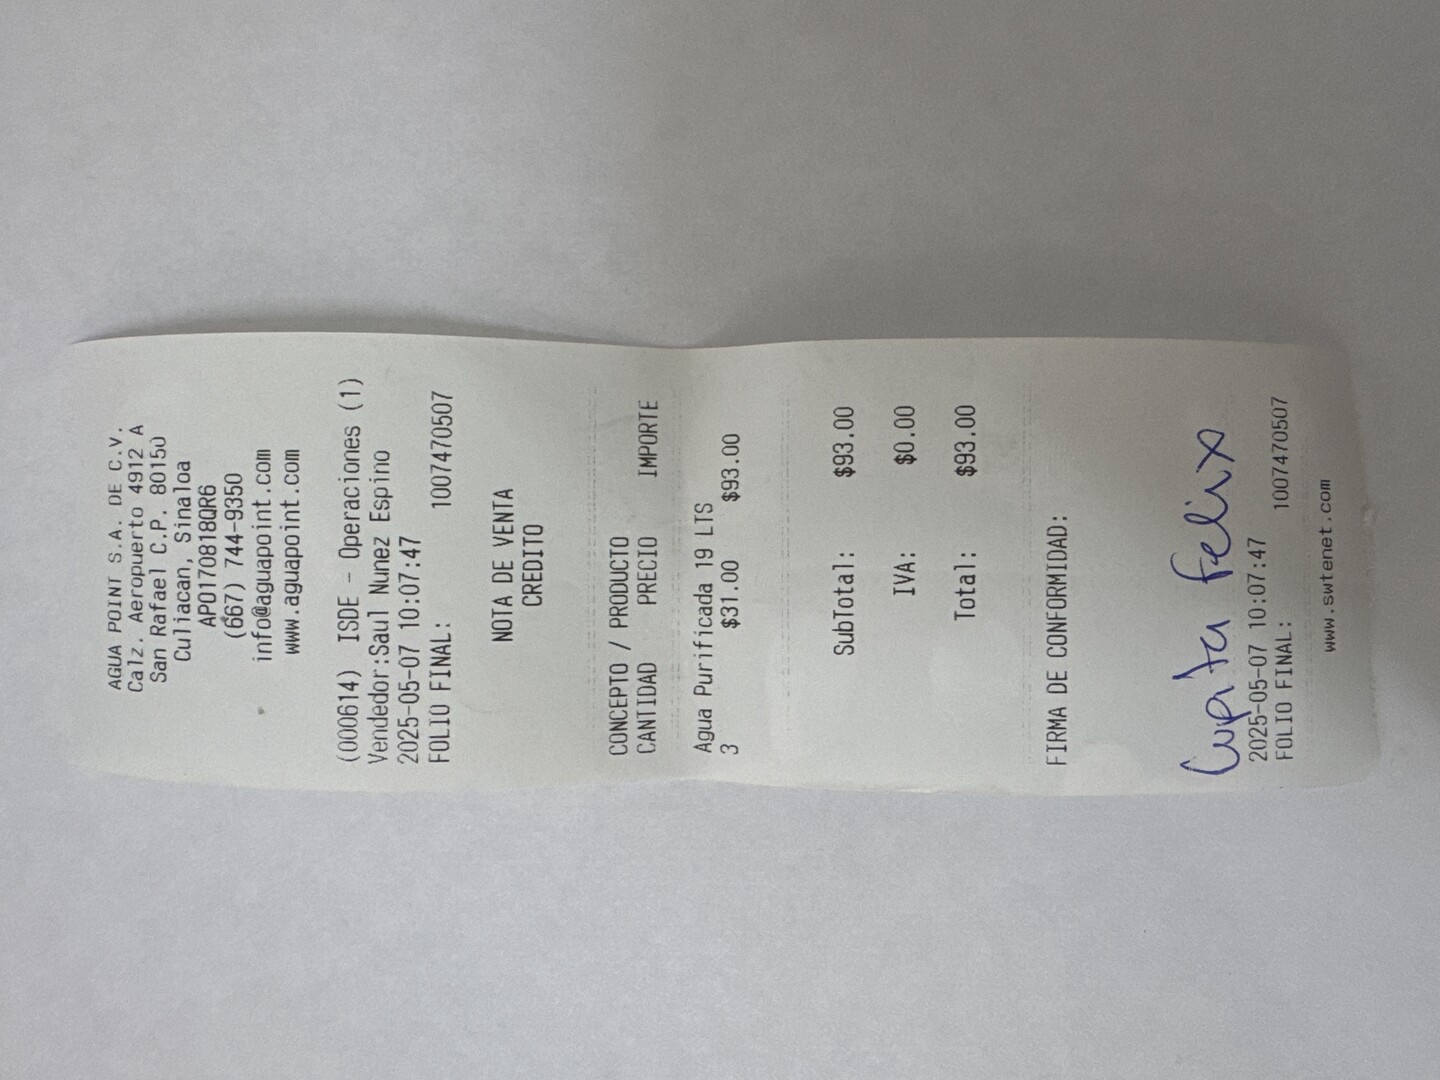 AGUA POINT S.A. DE C.V.
Calz. Aeropuerto 4912 A
San Rafael C.P. 80150
Culiacan, Sinaloa
APO170818QR6
(667) 744-9350
info@aguapoint.com
www.aguapoint.com
(000614) ISDE - Operaciones (1)
Vendedor:Saul Nunez Espino
2025-05-07 10:07:47
FOLIO FINAL: 1007470507
NOTA DE VENTA
CREDITO
CONCEPTO / PRODUCTO
CANTIDAD PRECIO IMPORTE
Agua Purificada 19 LTS
3 $31.00 $93.00
SubTotal: $93.00
IVA: $0.00
Total: $93.00
FIRMA DE CONFORMIDAD:
Lupita Felix
2025-05-07 10:07:47
FOLIO FINAL: 1007470507
www.swtenet.com